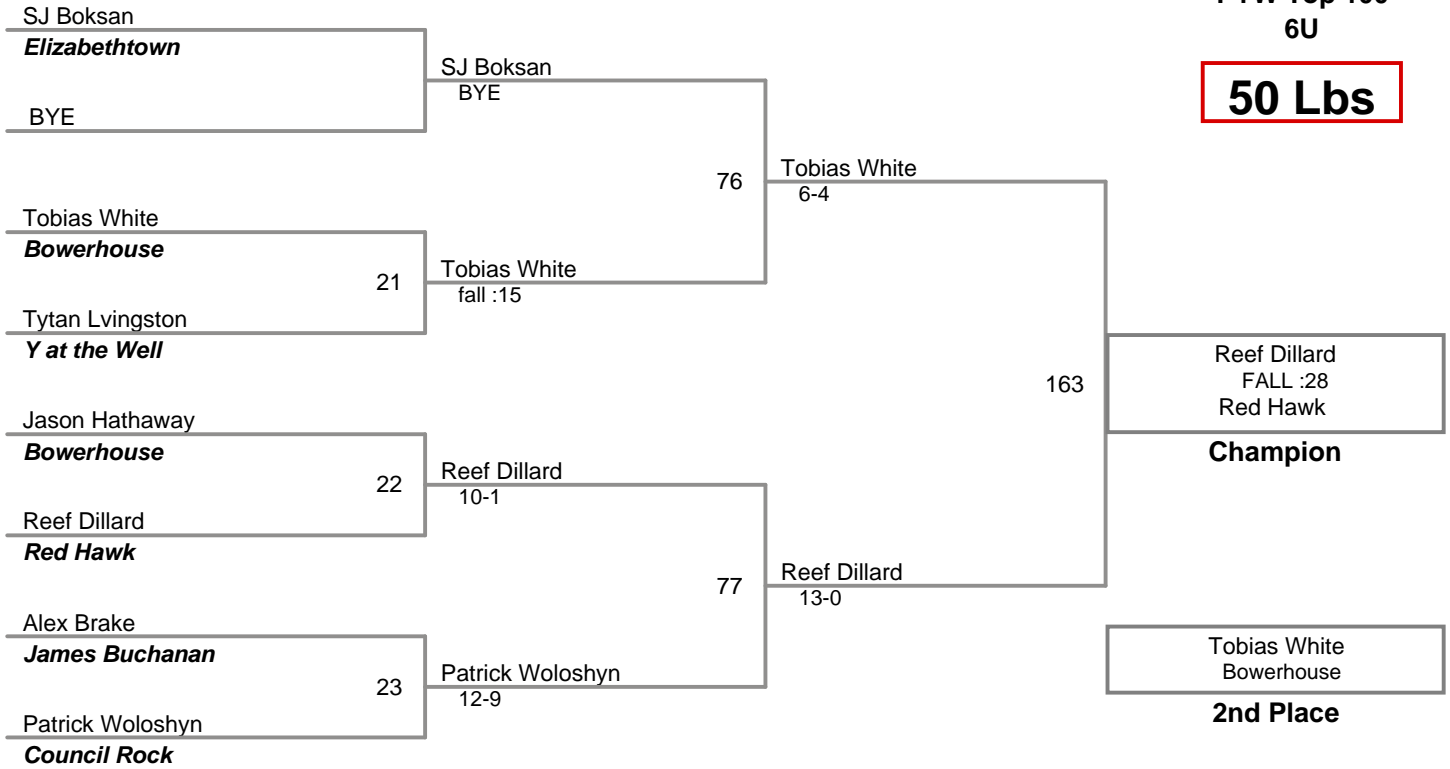 6U
50 Lbs
SJ Boksan
Elizabethtown
BYE
Tobias White
Bowerhouse
21
Tytan Lvingston
Y at the Well
Jason Hathaway
Bowerhouse
22
Reef Dillard
Red Hawk
Alex Brake
James Buchanan
23
Patrick Woloshyn
Council Rock
SJ Boksan
BYE
76
Tobias White
fall :15
Reef Dillard
10-1
77
Patrick Woloshyn
12-9
Tobias White
6-4
163
Reef Dillard
13-0
Reef Dillard
FALL :28
Red Hawk
Champion
Tobias White
Bowerhouse
2nd Place